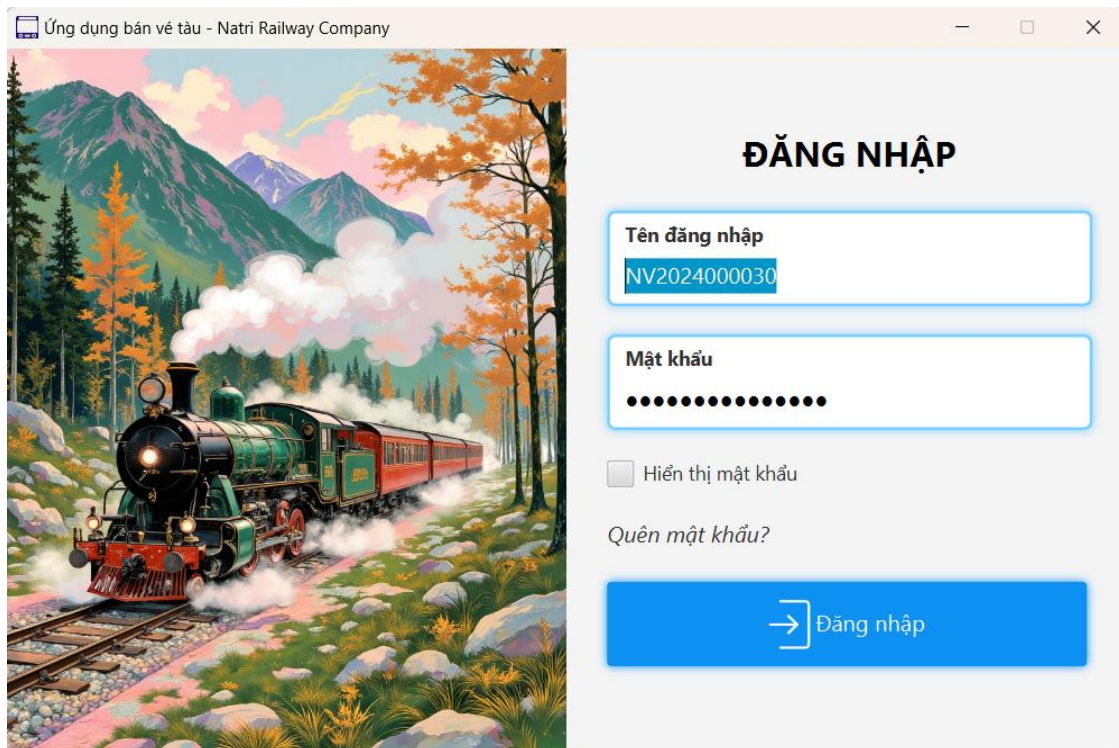 Ứng dụng bán vé tàu - Natri Railway Company
ĐĂNG NHẬP
Tên đăng nhập
NV2024000030
Mật khẩu
●●●●●●●●●●●●●●●
Hiển thị mật khẩu
Quên mật khẩu?
Đăng nhập